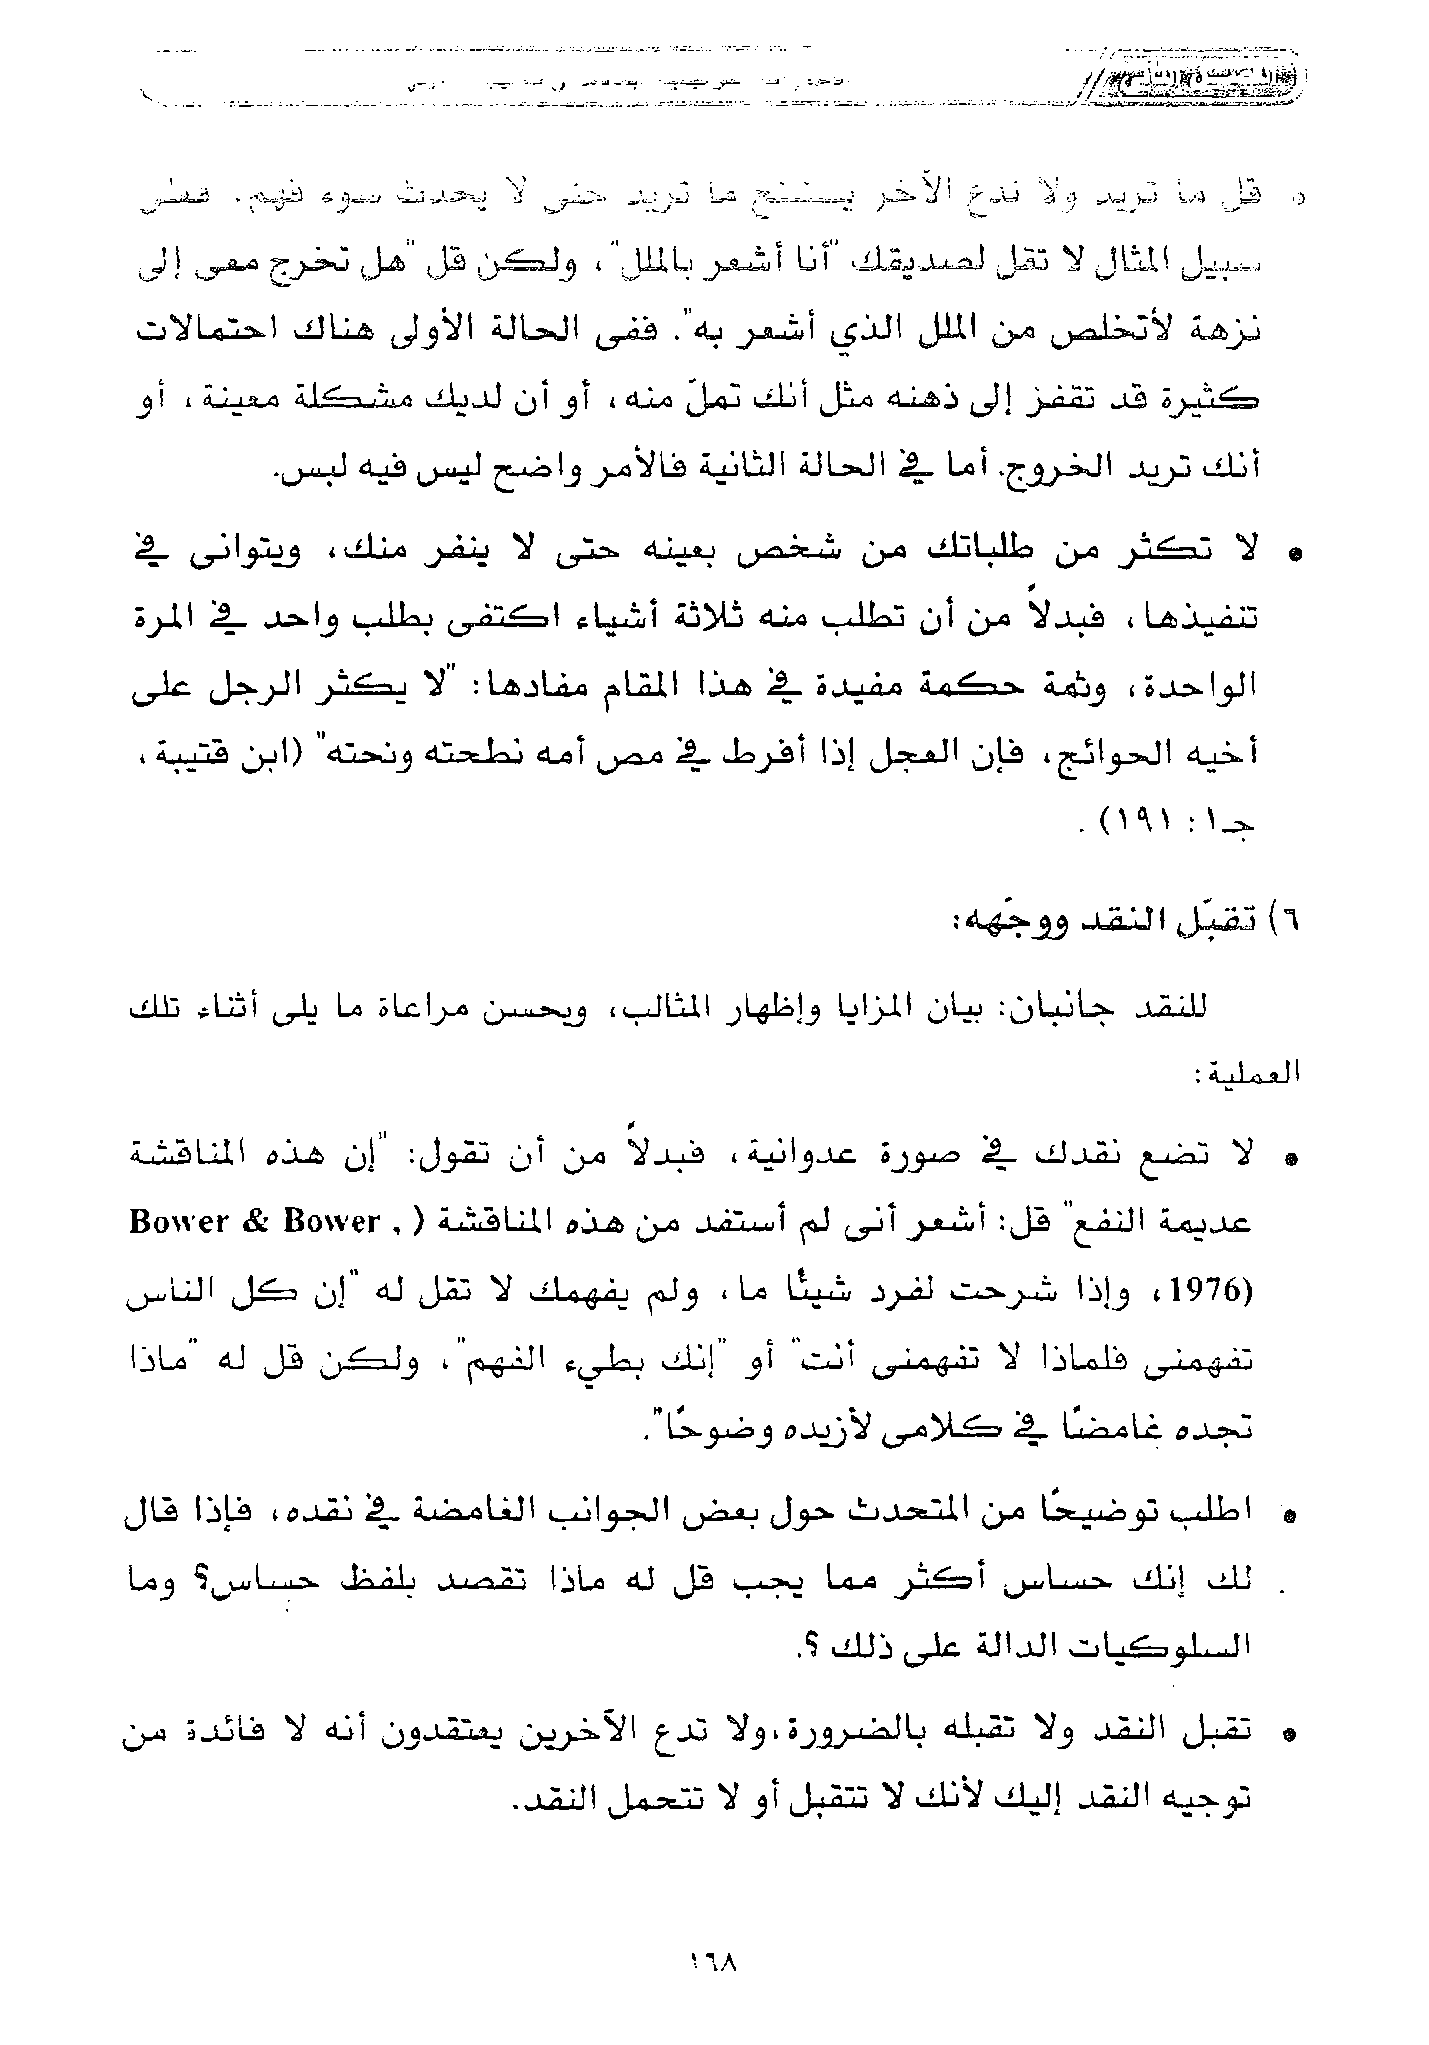 • قل ما تريد ولا تدع الآخر يستنتج ما تريد حتى لا يحدث سوء فهم. فعلى
سبيل المثال لا تقل لصديقك "أنا أشعر بالملل"، ولكن قل "هل تخرج معى إلى
نزهة لأتخلص من الملل الذي أشعر به". ففى الحالة الأولى هناك احتمالات
كثيرة قد تقفز إلى ذهنه مثل أنك تملّ منه، أو أن لديك مشكلة معينة، أو
أنك تريد الخروج. أما في الحالة الثانية فالأمر واضح ليس فيه لبس.
• لا تكثر من طلباتك من شخص بعينه حتى لا ينفر منك، ويتوانى في
تنفيذها، فبدلاً من أن تطلب منه ثلاثة أشياء اكتفى بطلب واحد في المرة
الواحدة، وثمة حكمة مفيدة في هذا المقام مفادها: "لا يكثر الرجل على
أخيه الحوائج، فإن العجل إذا أفرط في مص أمه نطحته ونحته" (ابن قتيبة،
جـ١: ١٩١).
٦) تقبّل النقد ووجّهه:
للنقد جانبان: بيان المزايا وإظهار المثالب، ويحسن مراعاة ما يلى أثناء تلك
العملية:
• لا تضع نقدك في صورة عدوانية، فبدلاً من أن تقول: "إن هذه المناقشة
عديمة النفع" قل: أشعر أنى لم أستفد من هذه المناقشة (Bower & Bower,
1976)، وإذا شرحت لفرد شيئًا ما، ولم يفهمك لا تقل له "إن كل الناس
تفهمنى فلماذا لا تفهمنى أنت" أو "إنك بطيء الفهم"، ولكن قل له "ماذا
تجده غامضًا في كلامى لأزيده وضوحًا".
• اطلب توضيحًا من المتحدث حول بعض الجوانب الغامضة في نقده، فإذا قال
لك إنك حساس أكثر مما يجب قل له ماذا تقصد بلفظ حساس؟ وما
السلوكيات الدالة على ذلك ؟.
• تقبل النقد ولا تقبله بالضرورة، ولا تدع الآخرين يعتقدون أنه لا فائدة من
توجيه النقد إليك لأنك لا تتقبل أو لا تتحمل النقد.
١٦٨